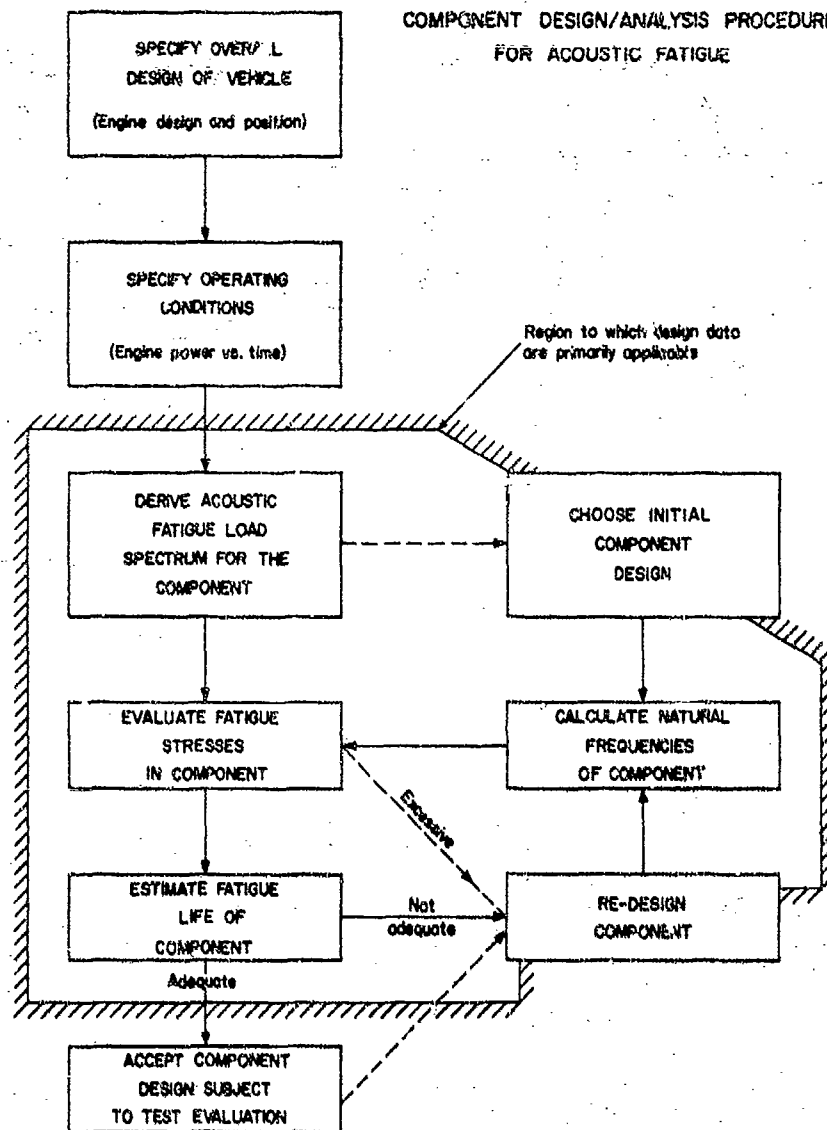 COMPONENT DESIGN/ANALYSIS PROCEDURE
FOR ACOUSTIC FATIGUE
SPECIFY OVERALL
DESIGN OF VEHICLE
(Engine design and position)
SPECIFY OPERATING
CONDITIONS
(Engine power vs. time)
Region to which design data
are primarily applicable
DERIVE ACOUSTIC
FATIGUE LOAD
SPECTRUM FOR THE
COMPONENT
CHOOSE INITIAL
COMPONENT
DESIGN
EVALUATE FATIGUE
STRESSES
IN COMPONENT
CALCULATE NATURAL
FREQUENCIES
OF COMPONENT
Excessive
ESTIMATE FATIGUE
LIFE OF
COMPONENT
Not
adequate
RE-DESIGN
COMPONENT
Adequate
ACCEPT COMPONENT
DESIGN SUBJECT
TO TEST EVALUATION